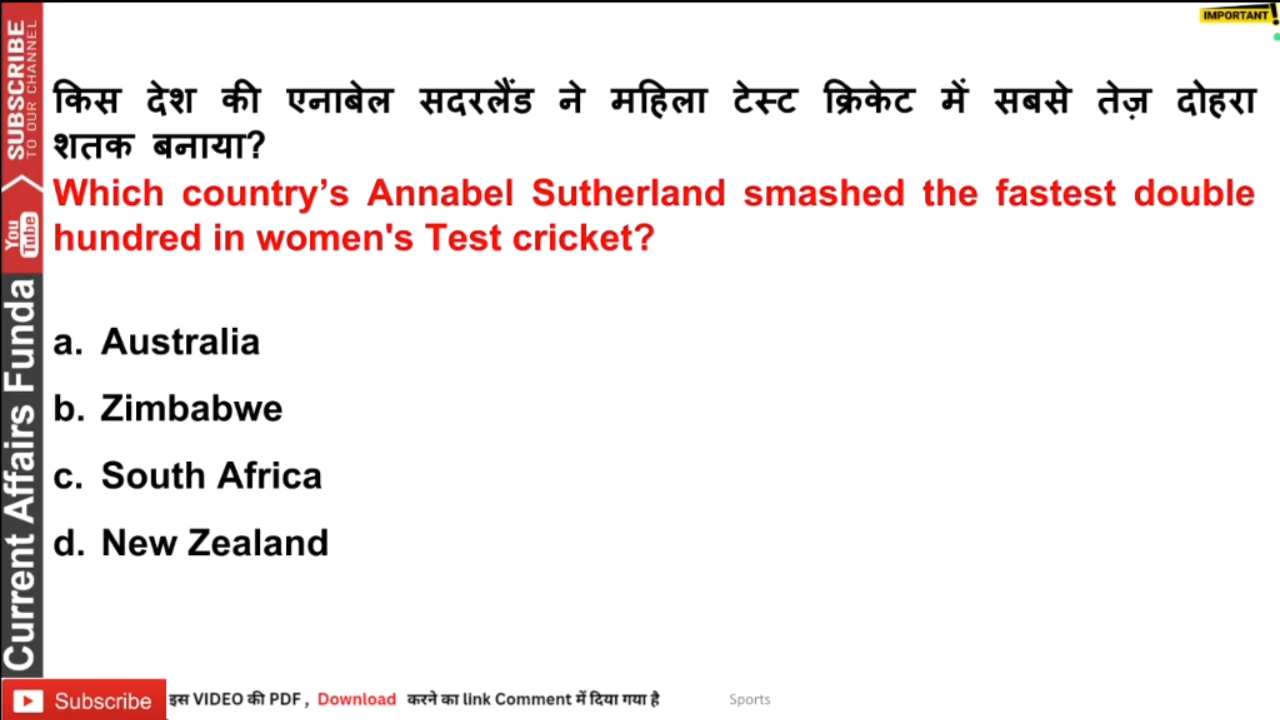 IMPORTANT!
SUBSCRIBE
TO OUR CHANNEL
You
Tube
Current Affairs Funda
किस देश की एनाबेल सदरलैंड ने महिला टेस्ट क्रिकेट में सबसे तेज़ दोहरा
शतक बनाया?
Which country’s Annabel Sutherland smashed the fastest double
hundred in women's Test cricket?
a. Australia
b. Zimbabwe
c. South Africa
d. New Zealand
Subscribe इस VIDEO की PDF , Download करने का link Comment में दिया गया है Sports